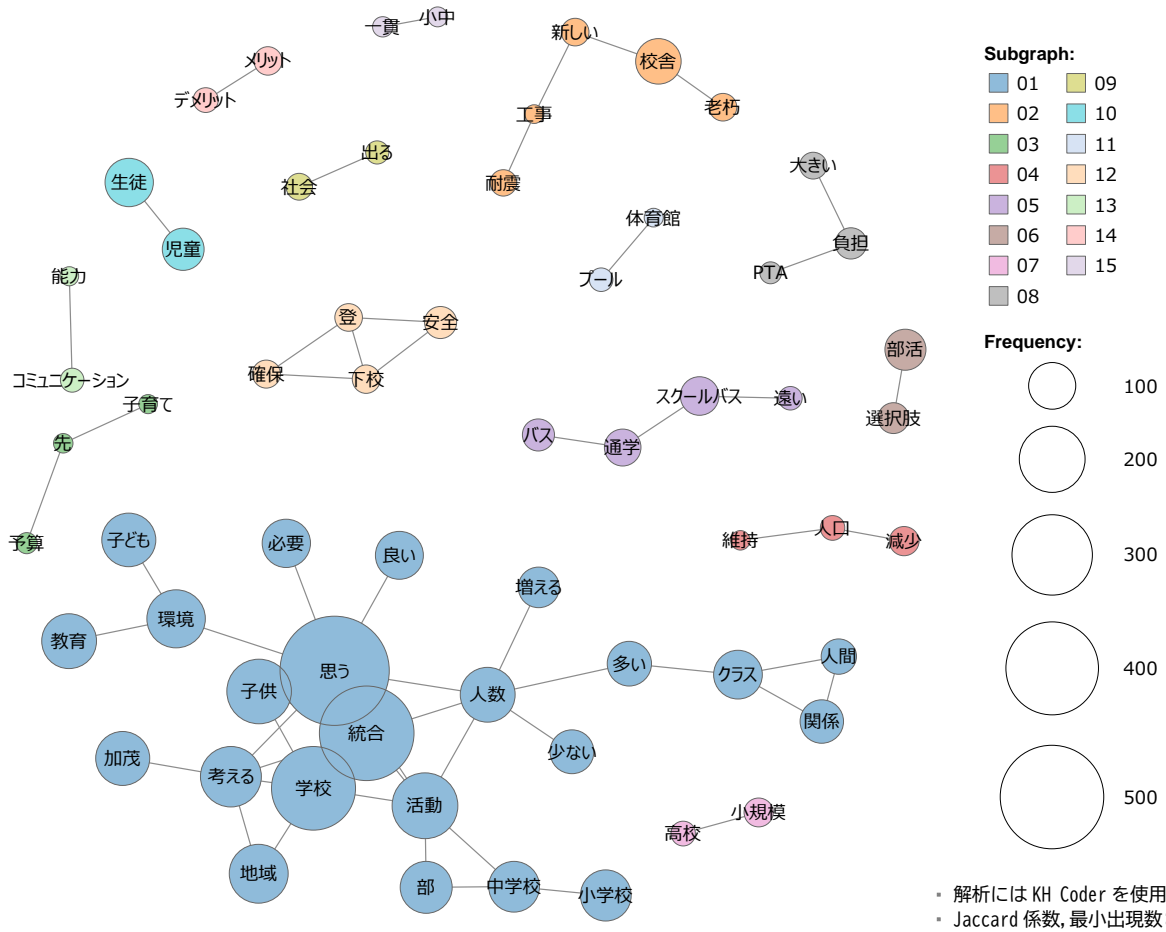 一貫
小中
メリット
デメリット
新しい
校舎
老朽
工事
耐震
出る
社会
生徒
児童
大きい
負担
PTA
体育館
プール
能力
コミュニケーション
登
安全
確保
下校
部活
選択肢
子育て
先
予算
スクールバス
遠い
バス
通学
維持
人口
減少
子ども
必要
良い
増える
環境
教育
思う
子供
人数
多い
クラス
人間
関係
統合
少ない
加茂
考える
学校
活動
地域
部
中学校
小学校
高校
小規模
Subgraph:
01
02
03
04
05
06
07
08
09
10
11
12
13
14
15
Frequency:
100
200
300
400
500
▪ 解析には KH Coder を使用
▪ Jaccard 係数, 最小出現数